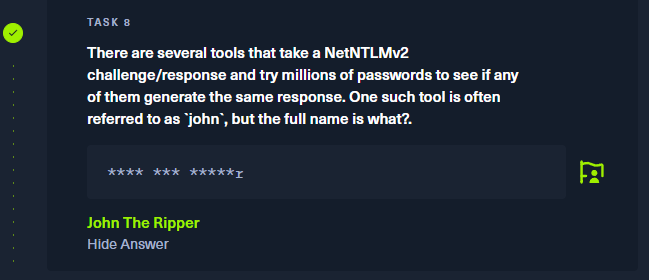 TASK 8
There are several tools that take a NetNTLMv2
challenge/response and try millions of passwords to see if any
of them generate the same response. One such tool is often
referred to as `john`, but the full name is what?.
**** *** *****r
John The Ripper
Hide Answer